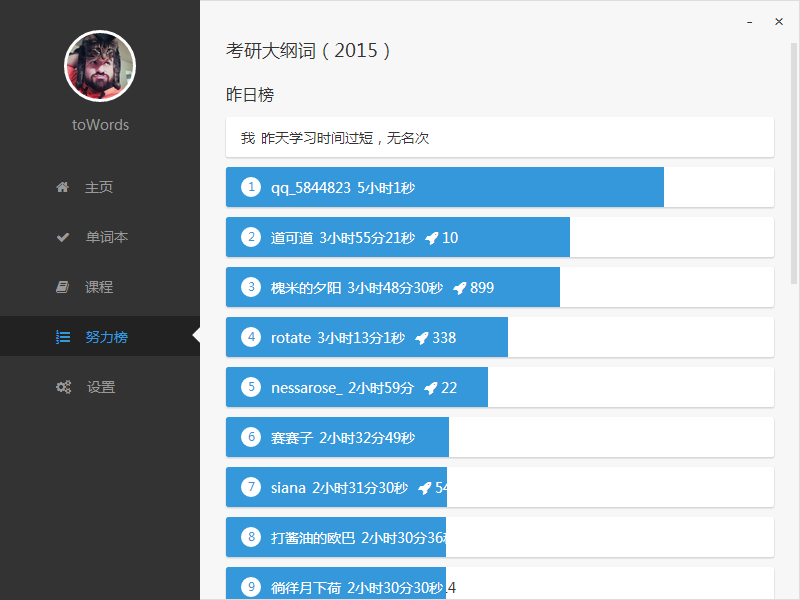 - ×
toWords
主页
单词本
课程
努力榜
设置
考研大纲词（2015）
昨日榜
我 昨天学习时间过短，无名次
1 qq_5844823 5小时1秒
2 道可道 3小时55分21秒 10
3 槐米的夕阳 3小时48分30秒 899
4 rotate 3小时13分1秒 338
5 nessarose_ 2小时59分 22
6 赛赛子 2小时32分49秒
7 siana 2小时31分30秒
8 打酱油的欧巴 2小时30分36秒
9 徜徉月下荷 2小时30分30秒